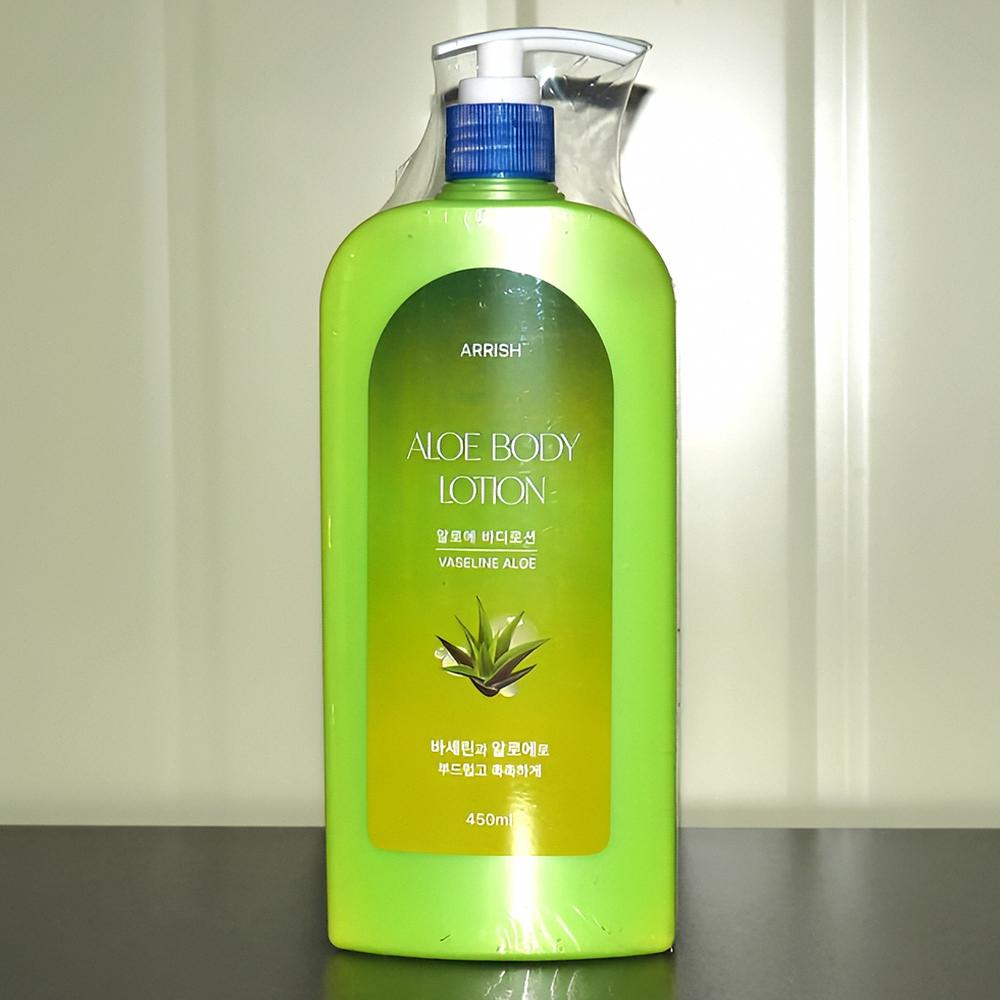 ARRISH
ALOE BODY
LOTION
알로에 바디로션
VASELINE ALOE
바세린과 알로에로
부드럽고 촉촉하게
450ml